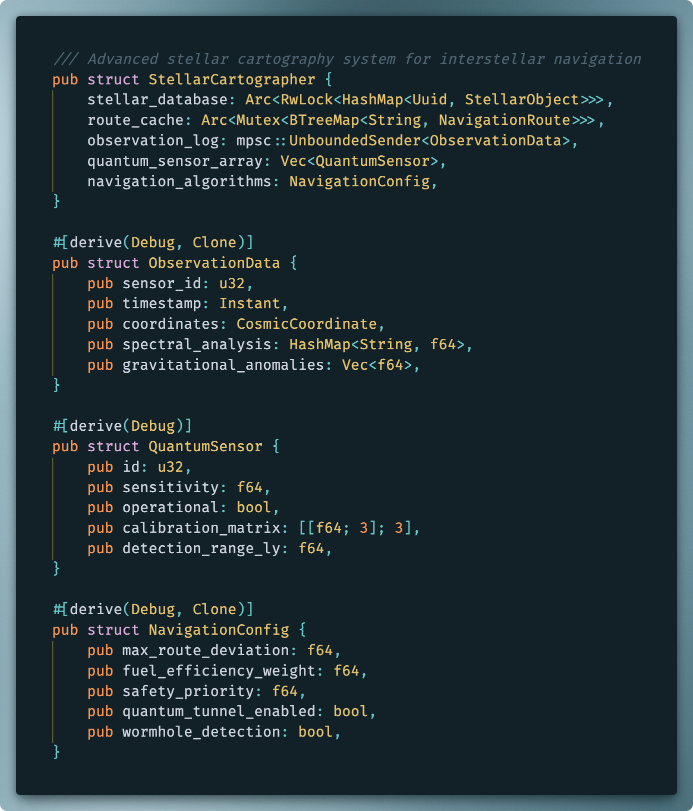 /// Advanced stellar cartography system for interstellar navigation
pub struct StellarCartographer {
    stellar_database: Arc<RwLock<HashMap<Uuid, StellarObject>>>,
    route_cache: Arc<Mutex<BTreeMap<String, NavigationRoute>>>,
    observation_log: mpsc::UnboundedSender<ObservationData>,
    quantum_sensor_array: Vec<QuantumSensor>,
    navigation_algorithms: NavigationConfig,
}

#[derive(Debug, Clone)]
pub struct ObservationData {
    pub sensor_id: u32,
    pub timestamp: Instant,
    pub coordinates: CosmicCoordinate,
    pub spectral_analysis: HashMap<String, f64>,
    pub gravitational_anomalies: Vec<f64>,
}

#[derive(Debug)]
pub struct QuantumSensor {
    pub id: u32,
    pub sensitivity: f64,
    pub operational: bool,
    pub calibration_matrix: [[f64; 3]; 3],
    pub detection_range_ly: f64,
}

#[derive(Debug, Clone)]
pub struct NavigationConfig {
    pub max_route_deviation: f64,
    pub fuel_efficiency_weight: f64,
    pub safety_priority: f64,
    pub quantum_tunnel_enabled: bool,
    pub wormhole_detection: bool,
}